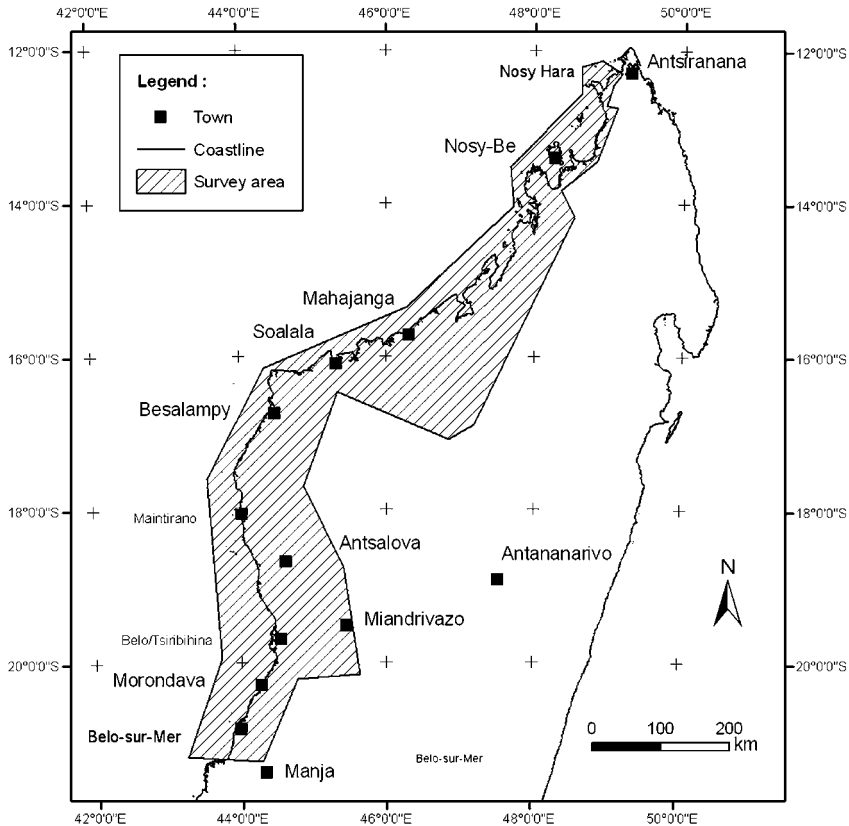 42°0'0"E 44°0'0"E 46°0'0"E 48°0'0"E 50°0'0"E
12°0'0"S 12°0'0"S
Nosy Hara
Antsiranana
Legend :
Town
Coastline
Survey area
Nosy-Be
14°0'0"S 14°0'0"S
Mahajanga
Soalala
16°0'0"S 16°0'0"S
Besalampy
18°0'0"S 18°0'0"S
Maintirano
Antsalova
Antananarivo
N
Miandrivazo
Belo/Tsiribihina
20°0'0"S 20°0'0"S
Morondava
Belo-sur-Mer
0 100 200
km
Belo-sur-Mer
Manja
42°0'0"E 44°0'0"E 46°0'0"E 48°0'0"E 50°0'0"E